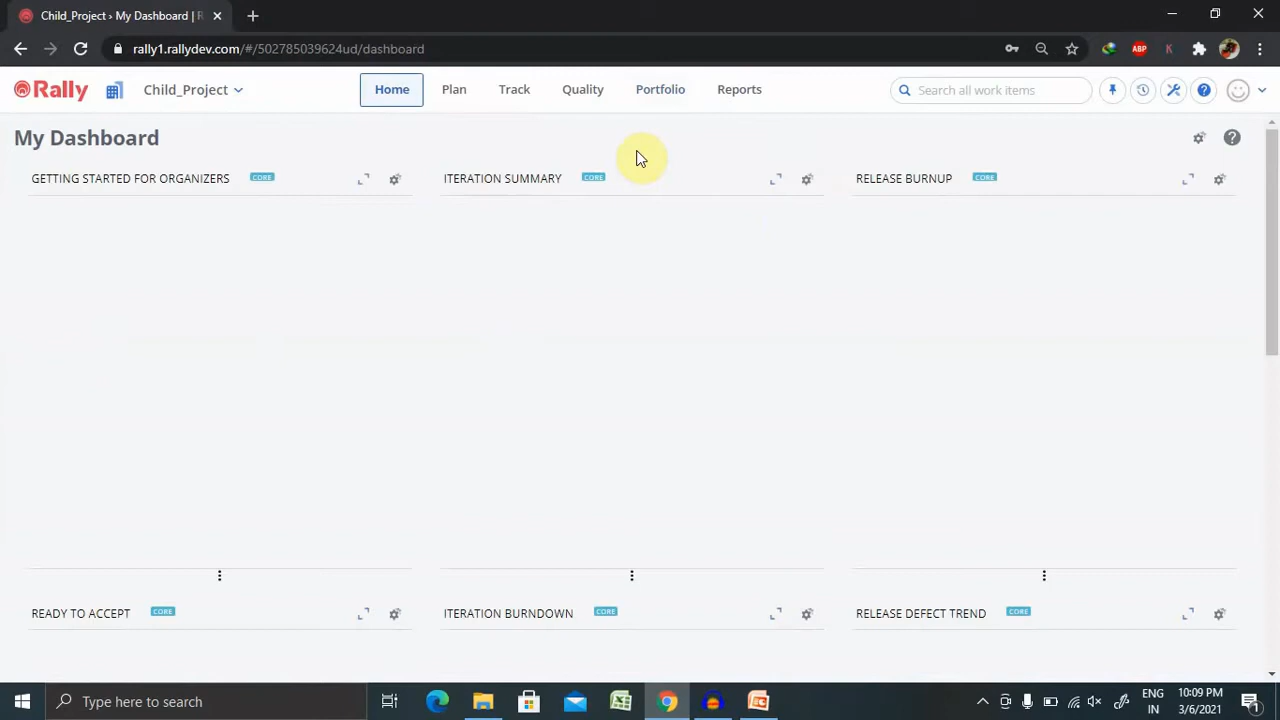 Child_Project › My Dashboard | R
rally1.rallydev.com/#/502785039624ud/dashboard
ABP
K
Rally
Child_Project
Home
Plan
Track
Quality
Portfolio
Reports
Search all work items
My Dashboard
GETTING STARTED FOR ORGANIZERS CORE
ITERATION SUMMARY CORE
RELEASE BURNUP CORE
READY TO ACCEPT CORE
ITERATION BURNDOWN CORE
RELEASE DEFECT TREND CORE
Type here to search
ENG
IN
10:09 PM
3/6/2021
1